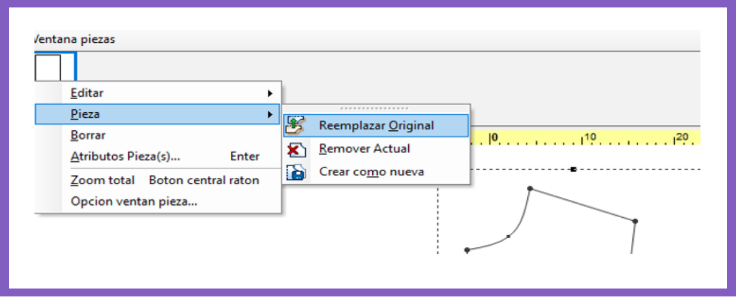 Ventana piezas
Editar
Pieza
Borrar
Atributos Pieza(s)... Enter
Zoom total Boton central raton
Opcion ventan pieza...
Reemplazar Original
Remover Actual
Crear como nueva
0 10 20